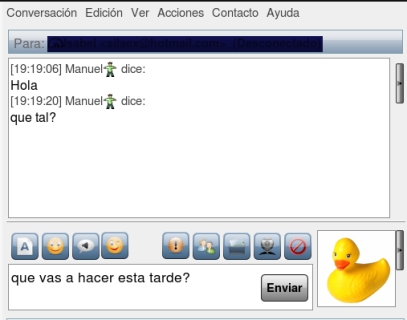 Conversación Edición Ver Acciones Contacto Ayuda
Para:
[19:19:06] Manuel dice:
Hola
[19:19:20] Manuel dice:
que tal?
A
que vas a hacer esta tarde?
Enviar